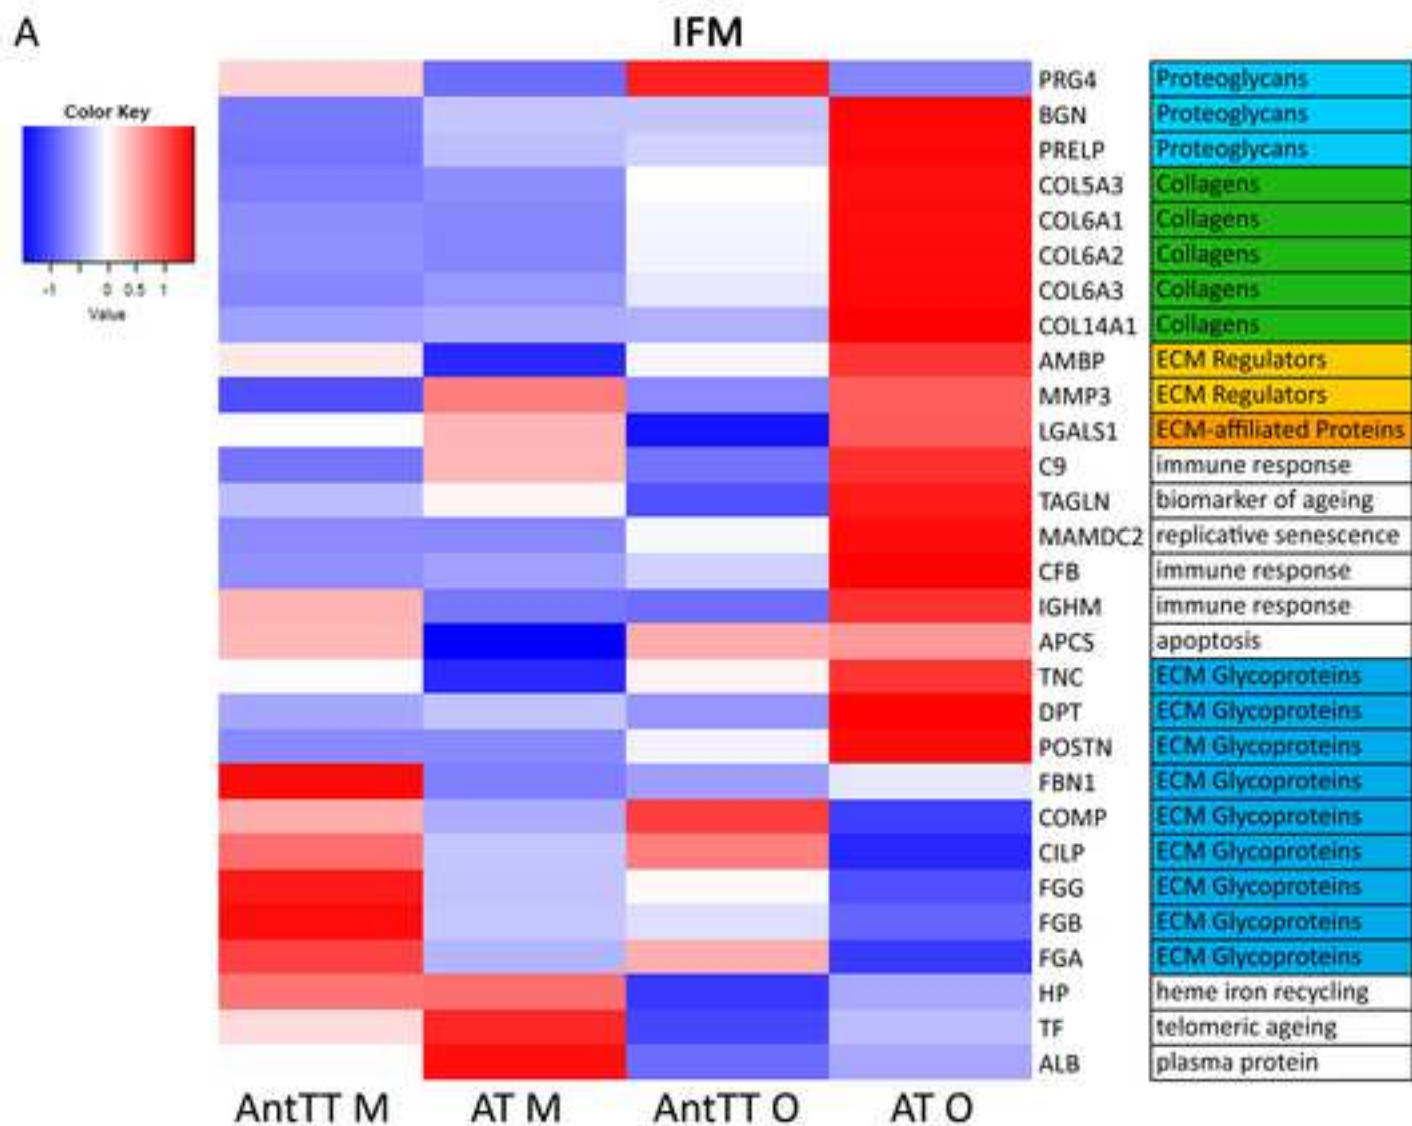 A
IFM
Color Key
-1 0 0.5 1
Value
PRG4 Proteoglycans
BGN Proteoglycans
PRELP Proteoglycans
COL5A3 Collagens
COL6A1 Collagens
COL6A2 Collagens
COL6A3 Collagens
COL14A1 Collagens
AMBP ECM Regulators
MMP3 ECM Regulators
LGALS1 ECM-affiliated Proteins
C9 immune response
TAGLN biomarker of ageing
MAMDC2 replicative senescence
CFB immune response
IGHM immune response
APCS apoptosis
TNC ECM Glycoproteins
DPT ECM Glycoproteins
POSTN ECM Glycoproteins
FBN1 ECM Glycoproteins
COMP ECM Glycoproteins
CILP ECM Glycoproteins
FGG ECM Glycoproteins
FGB ECM Glycoproteins
FGA ECM Glycoproteins
HP heme iron recycling
TF telomeric ageing
ALB plasma protein
AntTT M AT M AntTT O AT O